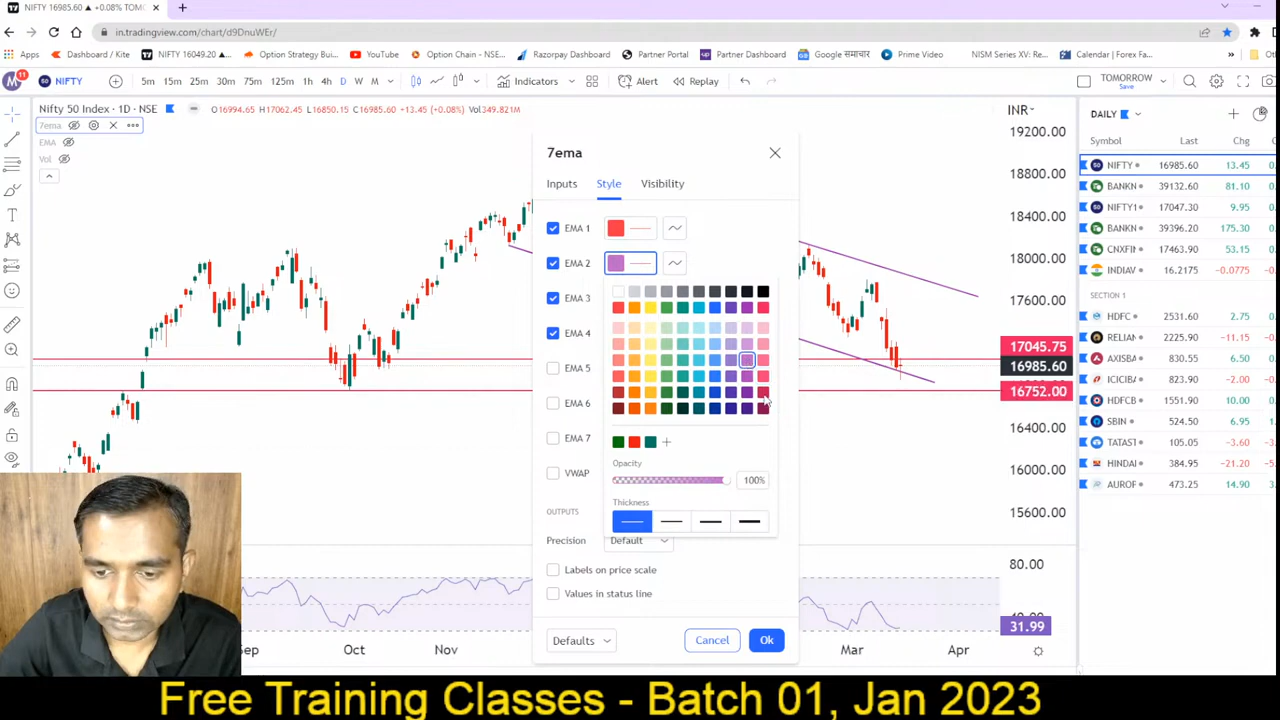 NIFTY 16985.60 ▲ +0.08% TOMO
in.tradingview.com/chart/d9DnuWEr/
Apps Dashboard / Kite NIFTY 16049.20 ▲ Option Strategy Bui... YouTube Option Chain - NSE... Razorpay Dashboard Partner Portal Partner Dashboard Google समाचार Prime Video NISM Series XV: Re... Calendar | Forex Fa...
M 11 NIFTY 5m 15m 25m 30m 75m 125m 1h 4h D W M Indicators Alert Replay TOMORROW
Save
Nifty 50 Index · 1D · NSE O16994.65 H17062.45 L16850.15 C16985.60 +13.45 (+0.08%) Vol349.821M
7ema
EMA
Vol
7ema
Inputs Style Visibility
EMA 1
EMA 2
EMA 3
EMA 4
EMA 5
EMA 6
EMA 7
VWAP
Opacity
100%
Thickness
OUTPUTS
Precision Default
Labels on price scale
Values in status line
Defaults Cancel Ok
INR
19200.00
18800.00
18400.00
18000.00
17600.00
17045.75
16985.60
16752.00
16400.00
16000.00
15600.00
80.00
31.99
Sep Oct Nov Mar Apr
DAILY
Symbol Last Chg
NIFTY 16985.60 13.45
BANKN 39132.60 81.10
NIFTY1 17047.30 9.95
BANKN 39396.20 175.30
CNXFIN 17463.90 53.15
INDIAV 16.2175 -0.0775
SECTION 1
HDFC 2531.60 2.75
RELIAN -11.15
AXISBA 6.50
ICICIBA 823.90 -2.00
HDFCB 1551.90 10.00
SBIN 524.50 6.95
TATAST 105.05 -3.60
HINDAL 384.95 -21.20
AUROF 473.25 14.90
Free Training Classes - Batch 01, Jan 2023